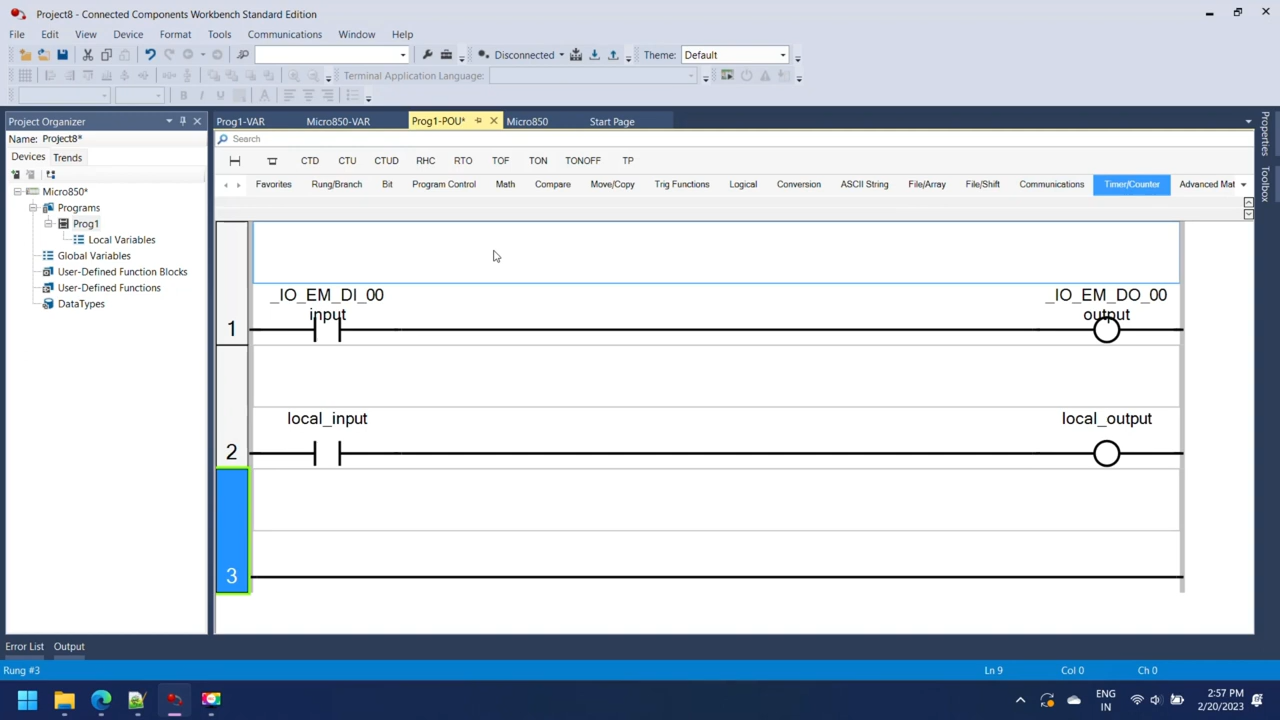 Project8 - Connected Components Workbench Standard Edition
File Edit View Device Format Tools Communications Window Help
Disconnected Theme: Default
Terminal Application Language:
B I U A
Project Organizer
Name: Project8*
Devices Trends
Micro850*
Programs
Prog1
Local Variables
Global Variables
User-Defined Function Blocks
User-Defined Functions
DataTypes
Prog1-VAR Micro850-VAR Prog1-POU* Micro850 Start Page
Search
CTD CTU CTUD RHC RTO TOF TON TONOFF TP
Favorites Rung/Branch Bit Program Control Math Compare Move/Copy Trig Functions Logical Conversion ASCII String File/Array File/Shift Communications Timer/Counter Advanced Mat
_IO_EM_DI_00 _IO_EM_DO_00
input output
1
local_input local_output
2
3
Properties
Toolbox
Error List Output
Rung #3 Ln 9 Col 0 Ch 0
ENG
IN
2:57 PM
2/20/2023